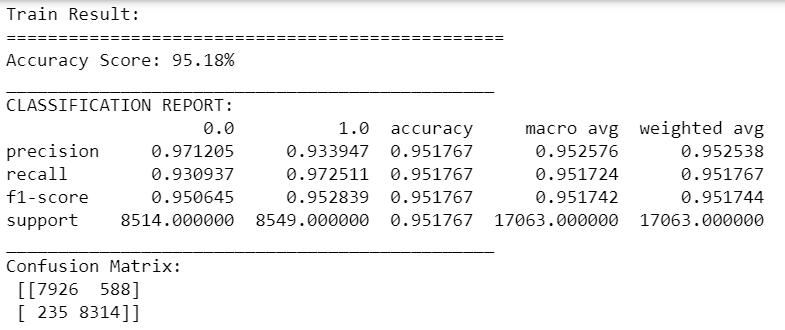 Train Result:
================================================
Accuracy Score: 95.18%
_______________________________________________
CLASSIFICATION REPORT:
                   0.0          1.0  accuracy     macro avg  weighted avg
precision     0.971205     0.933947  0.951767      0.952576      0.952538
recall        0.930937     0.972511  0.951767      0.951724      0.951767
f1-score      0.950645     0.952839  0.951767      0.951742      0.951744
support    8514.000000  8549.000000  0.951767  17063.000000  17063.000000
_______________________________________________
Confusion Matrix:
 [[7926  588]
 [ 235 8314]]